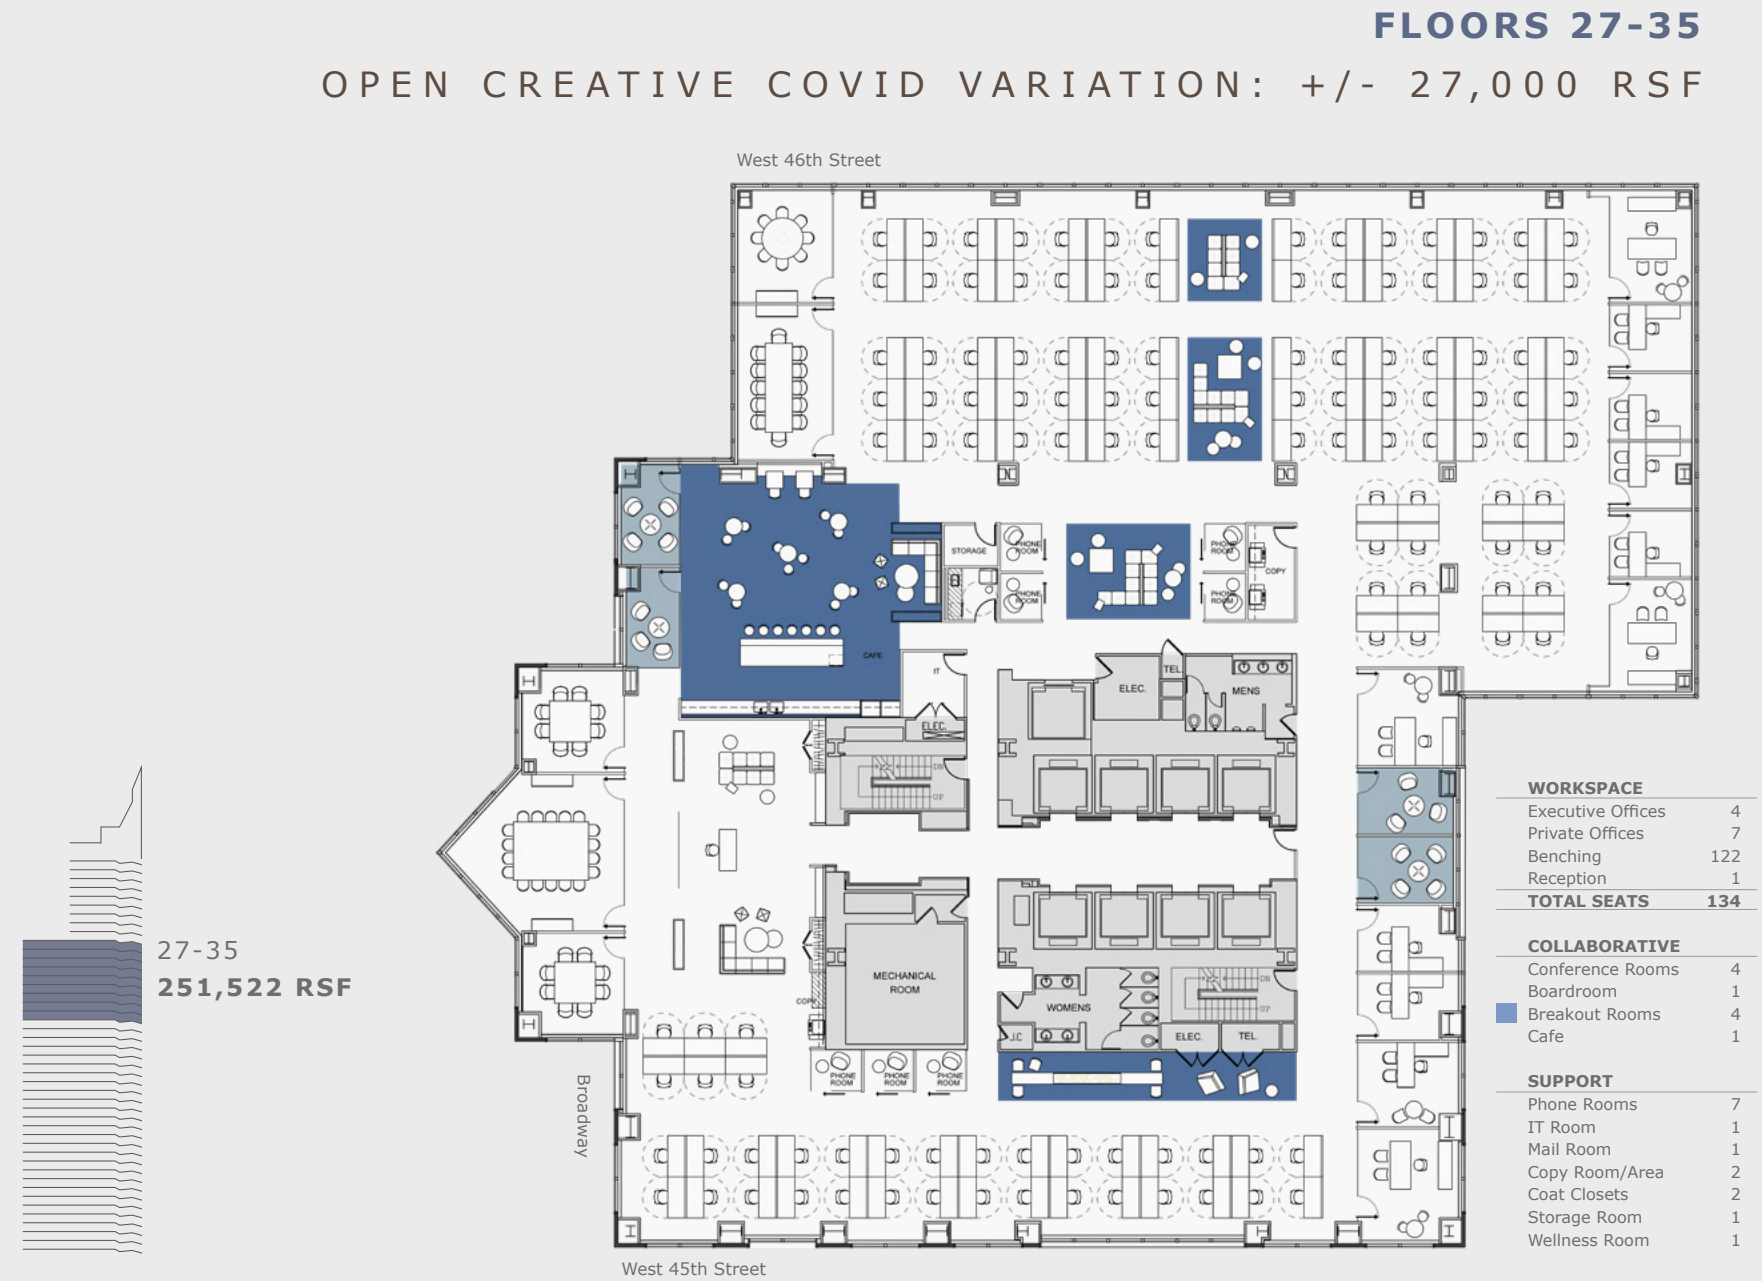 FLOORS 27-35
OPEN CREATIVE COVID VARIATION: +/- 27,000 RSF
West 46th Street
STORAGE
PHONE ROOM
PHONE ROOM
COPY
PHONE ROOM
PHONE ROOM
CAFE
IT
ELEC.
TEL.
MENS
ELEC.
DN
UP
WORKSPACE
Executive Offices 4
Private Offices 7
Benching 122
Reception 1
TOTAL SEATS 134
27-35
251,522 RSF
COLLABORATIVE
Conference Rooms 4
Boardroom 1
Breakout Rooms 4
Cafe 1
MECHANICAL
ROOM
COPY
WOMENS
DN
UP
J.C
ELEC.
TEL.
PHONE ROOM
PHONE ROOM
PHONE ROOM
SUPPORT
Phone Rooms 7
IT Room 1
Mail Room 1
Copy Room/Area 2
Coat Closets 2
Storage Room 1
Wellness Room 1
Broadway
West 45th Street